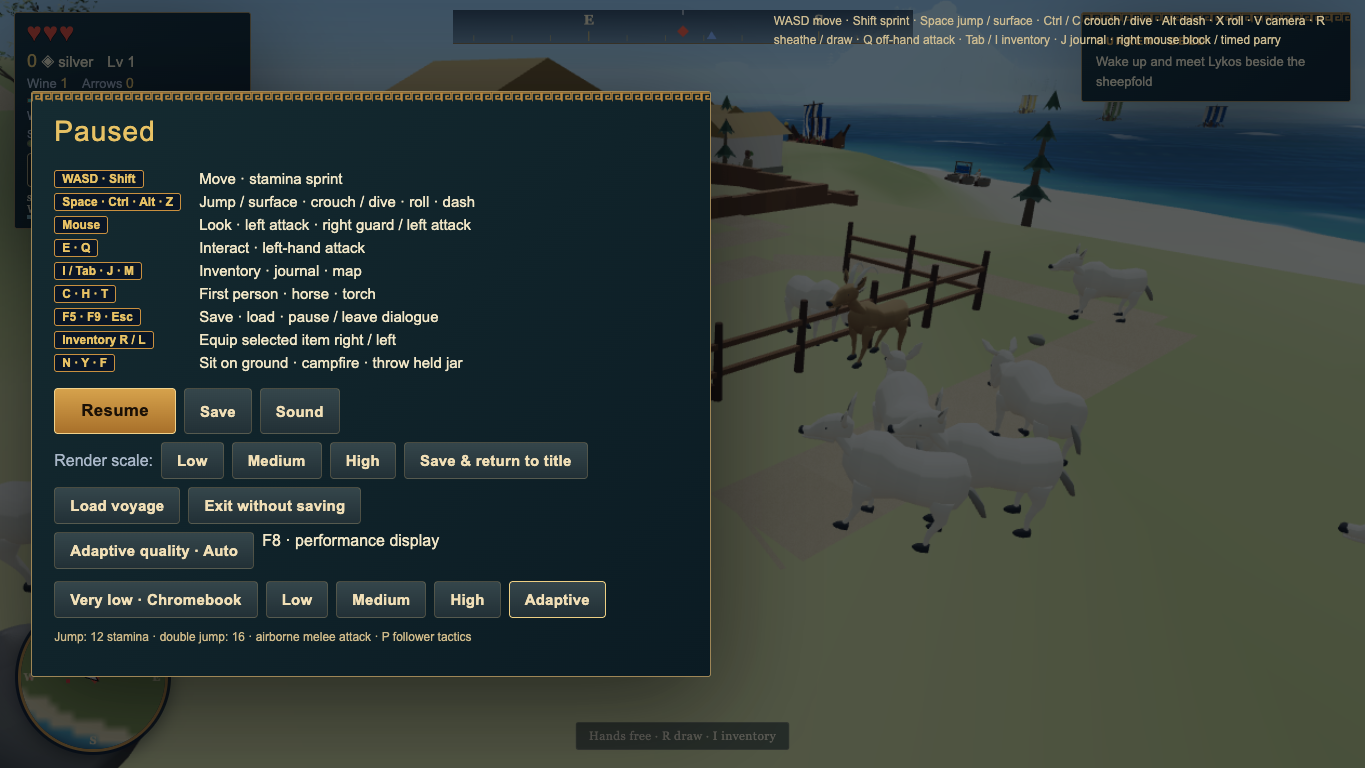 E
WASD move · Shift sprint · Space jump / surface · Ctrl / C crouch / dive · Alt dash · X roll · V camera · R
sheathe / draw · Q off-hand attack · Tab / I inventory · J journal · right mouse block / timed parry
0 ◈ silver Lv 1
Wine 1 Arrows 0
Wake up and meet Lykos beside the
sheepfold
Paused
WASD · Shift Move · stamina sprint
Space · Ctrl · Alt · Z Jump / surface · crouch / dive · roll · dash
Mouse Look · left attack · right guard / left attack
E · Q Interact · left-hand attack
I / Tab · J · M Inventory · journal · map
C · H · T First person · horse · torch
F5 · F9 · Esc Save · load · pause / leave dialogue
Inventory R / L Equip selected item right / left
N · Y · F Sit on ground · campfire · throw held jar
Resume Save Sound
Render scale: Low Medium High Save & return to title
Load voyage Exit without saving
Adaptive quality · Auto F8 · performance display
Very low · Chromebook Low Medium High Adaptive
Jump: 12 stamina · double jump: 16 · airborne melee attack · P follower tactics
W E
S
Hands free · R draw · I inventory